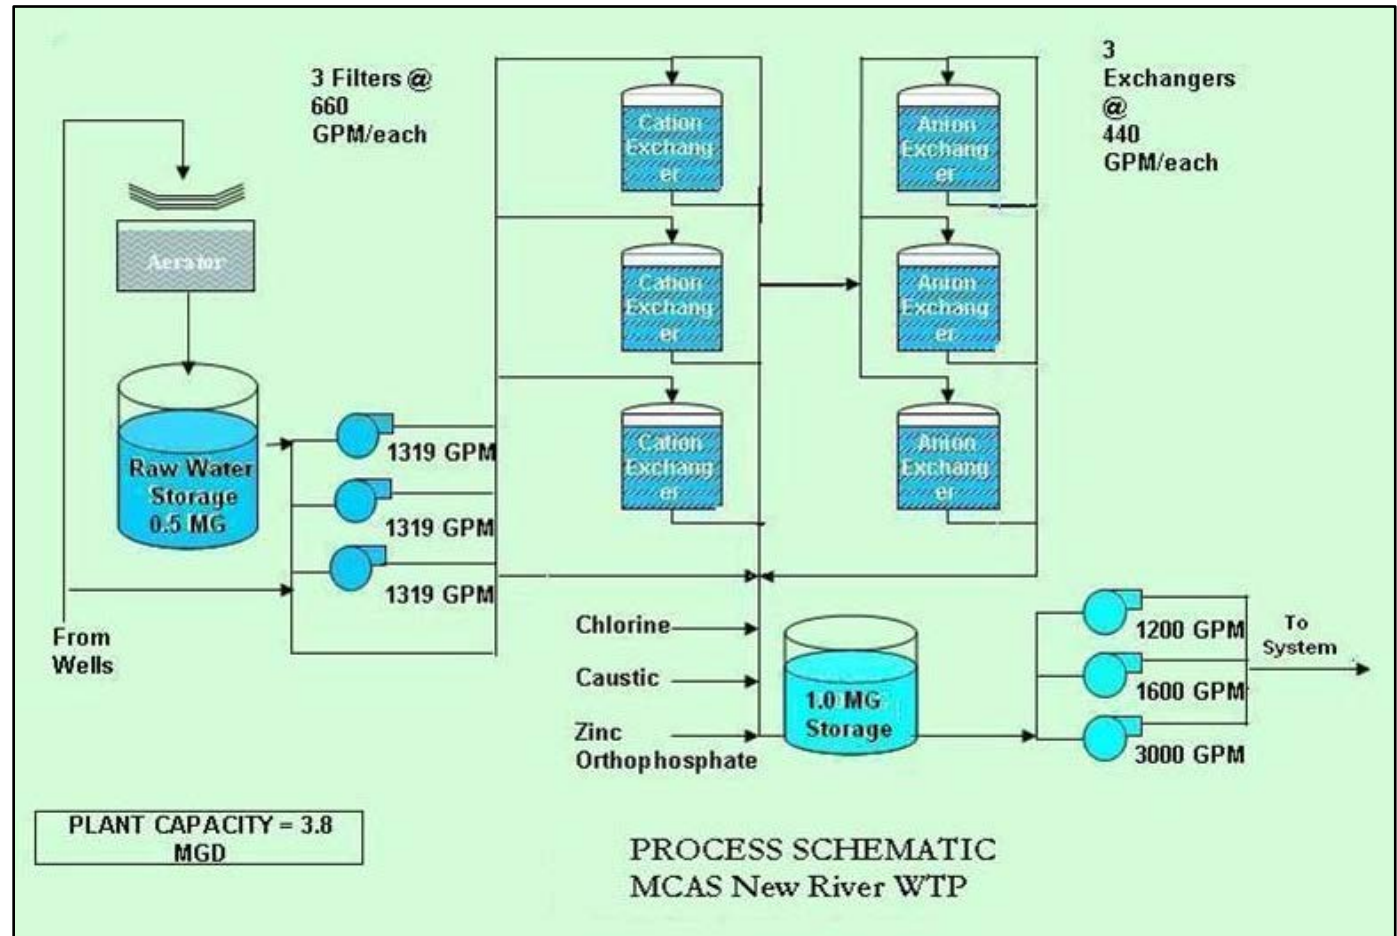 3 Filters @
660
GPM/each
3
Exchangers
@
440
GPM/each
Cation
Exchang
er
Anion
Exchang
er
Aerator
Cation
Exchang
er
Anion
Exchang
er
Raw Water
Storage
0.5 MG
1319 GPM
1319 GPM
1319 GPM
Cation
Exchang
er
Anion
Exchang
er
From
Wells
Chlorine
Caustic
Zinc
Orthophosphate
1.0 MG
Storage
1200 GPM
1600 GPM
3000 GPM
To
System
PLANT CAPACITY = 3.8
MGD
PROCESS SCHEMATIC
MCAS New River WTP